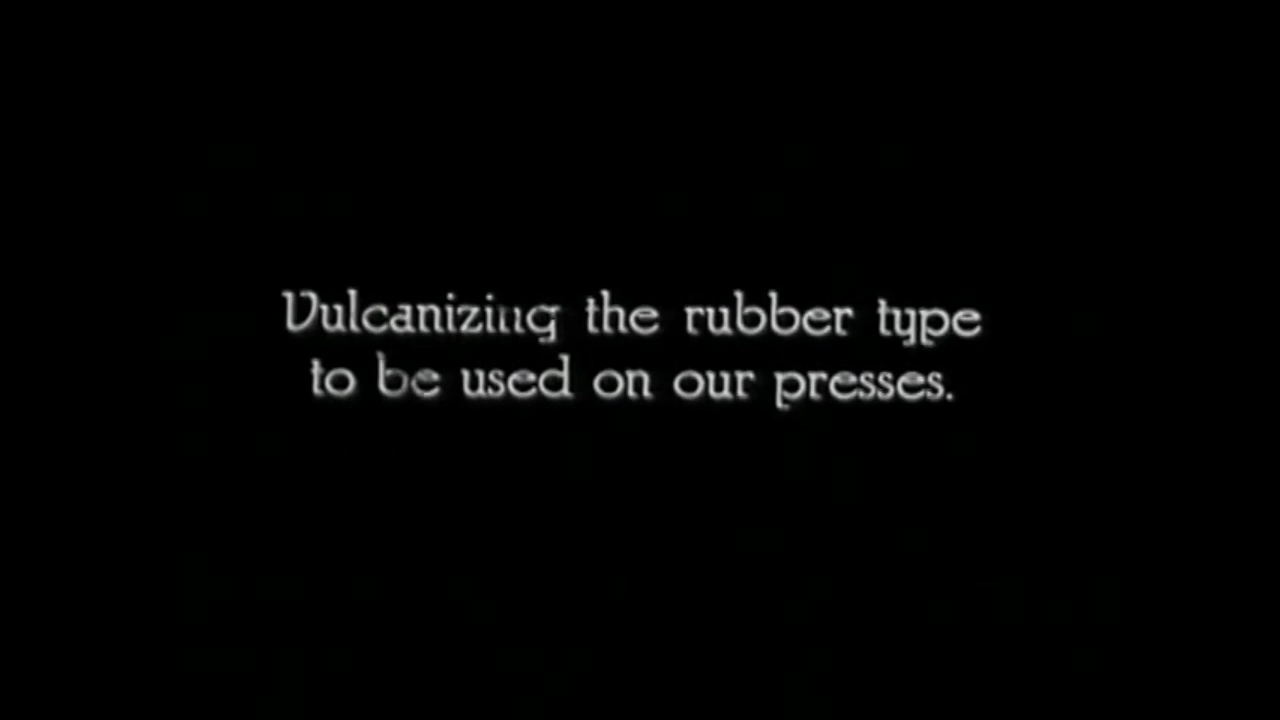 Vulcanizing the rubber type
to be used on our presses.